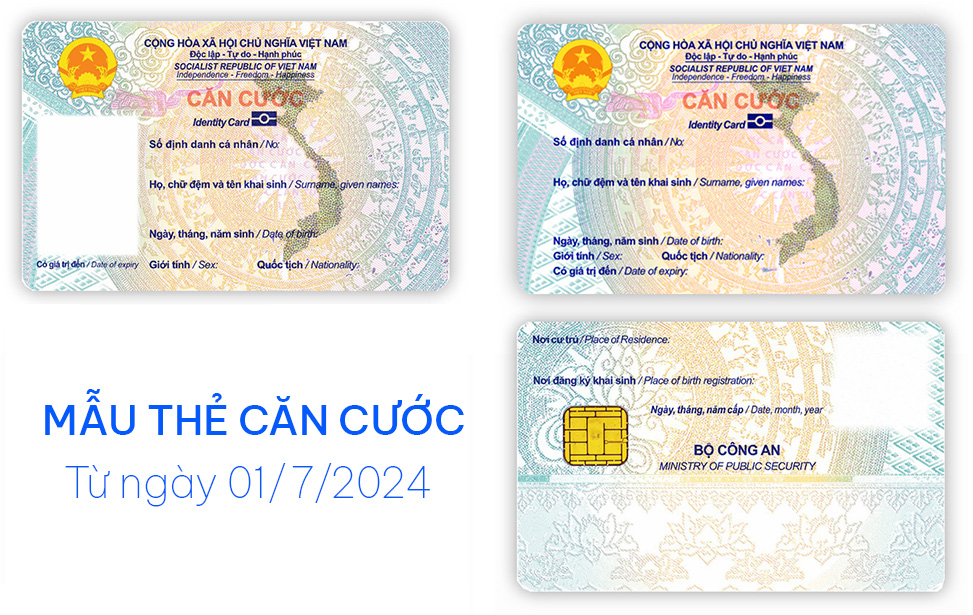 CỘNG HÒA XÃ HỘI CHỦ NGHĨA VIỆT NAM
Độc lập - Tự do - Hạnh phúc
SOCIALIST REPUBLIC OF VIET NAM
Independence - Freedom - Happiness
CĂN CƯỚC
Identity Card
Số định danh cá nhân / No:
Họ, chữ đệm và tên khai sinh / Surname, given names:
Ngày, tháng, năm sinh / Date of birth:
Có giá trị đến / Date of expiry
Giới tính / Sex:
Quốc tịch / Nationality:
CỘNG HÒA XÃ HỘI CHỦ NGHĨA VIỆT NAM
Độc lập - Tự do - Hạnh phúc
SOCIALIST REPUBLIC OF VIET NAM
Independence - Freedom - Happiness
CĂN CƯỚC
Identity Card
Số định danh cá nhân / No:
Họ, chữ đệm và tên khai sinh / Surname, given names:
Ngày, tháng, năm sinh / Date of birth:
Giới tính / Sex:
Quốc tịch / Nationality:
Có giá trị đến / Date of expiry:
MẪU THẺ CĂN CƯỚC
Từ ngày 01/7/2024
Nơi cư trú / Place of Residence:
Nơi đăng ký khai sinh / Place of birth registration:
Ngày, tháng, năm cấp / Date, month, year
BỘ CÔNG AN
MINISTRY OF PUBLIC SECURITY